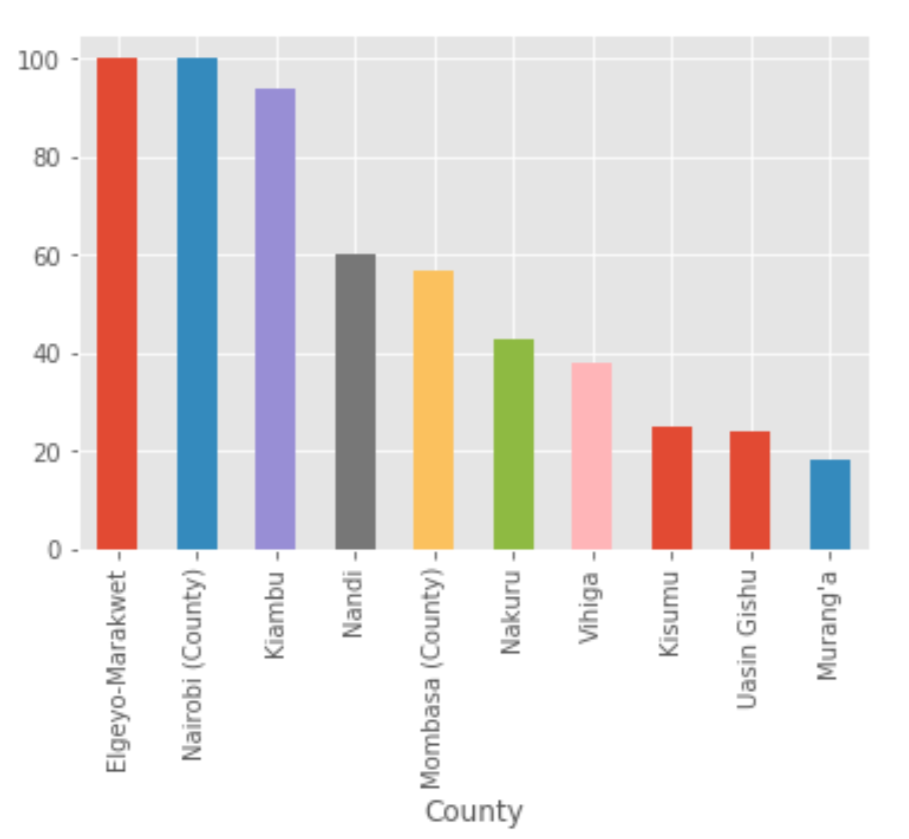 100
80
60
40
20
0
Elgeyo-Marakwet
Nairobi (County)
Kiambu
Nandi
Mombasa (County)
Nakuru
Vihiga
Kisumu
Uasin Gishu
Murang'a
County